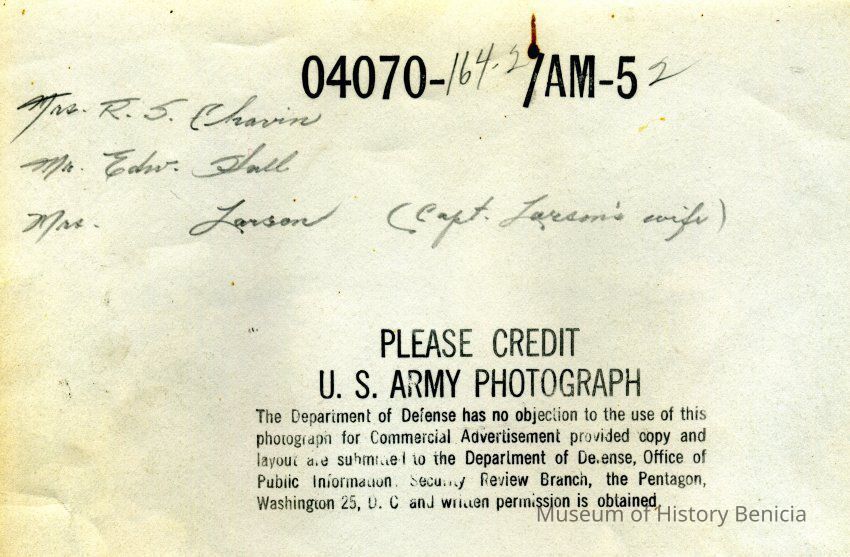 04070-164-2/AM-52
Mrs. R. S. Chavin
Mr. Edw. Hall
Mrs. Larson (Capt. Larson's wife)
PLEASE CREDIT
U. S. ARMY PHOTOGRAPH
The Department of Defense has no objection to the use of this
photograph for Commercial Advertisement provided copy and
layout are submitted to the Department of Defense, Office of
Public Information, Security Review Branch, the Pentagon,
Washington 25, D. C. and written permission is obtained.
Museum of History Benicia